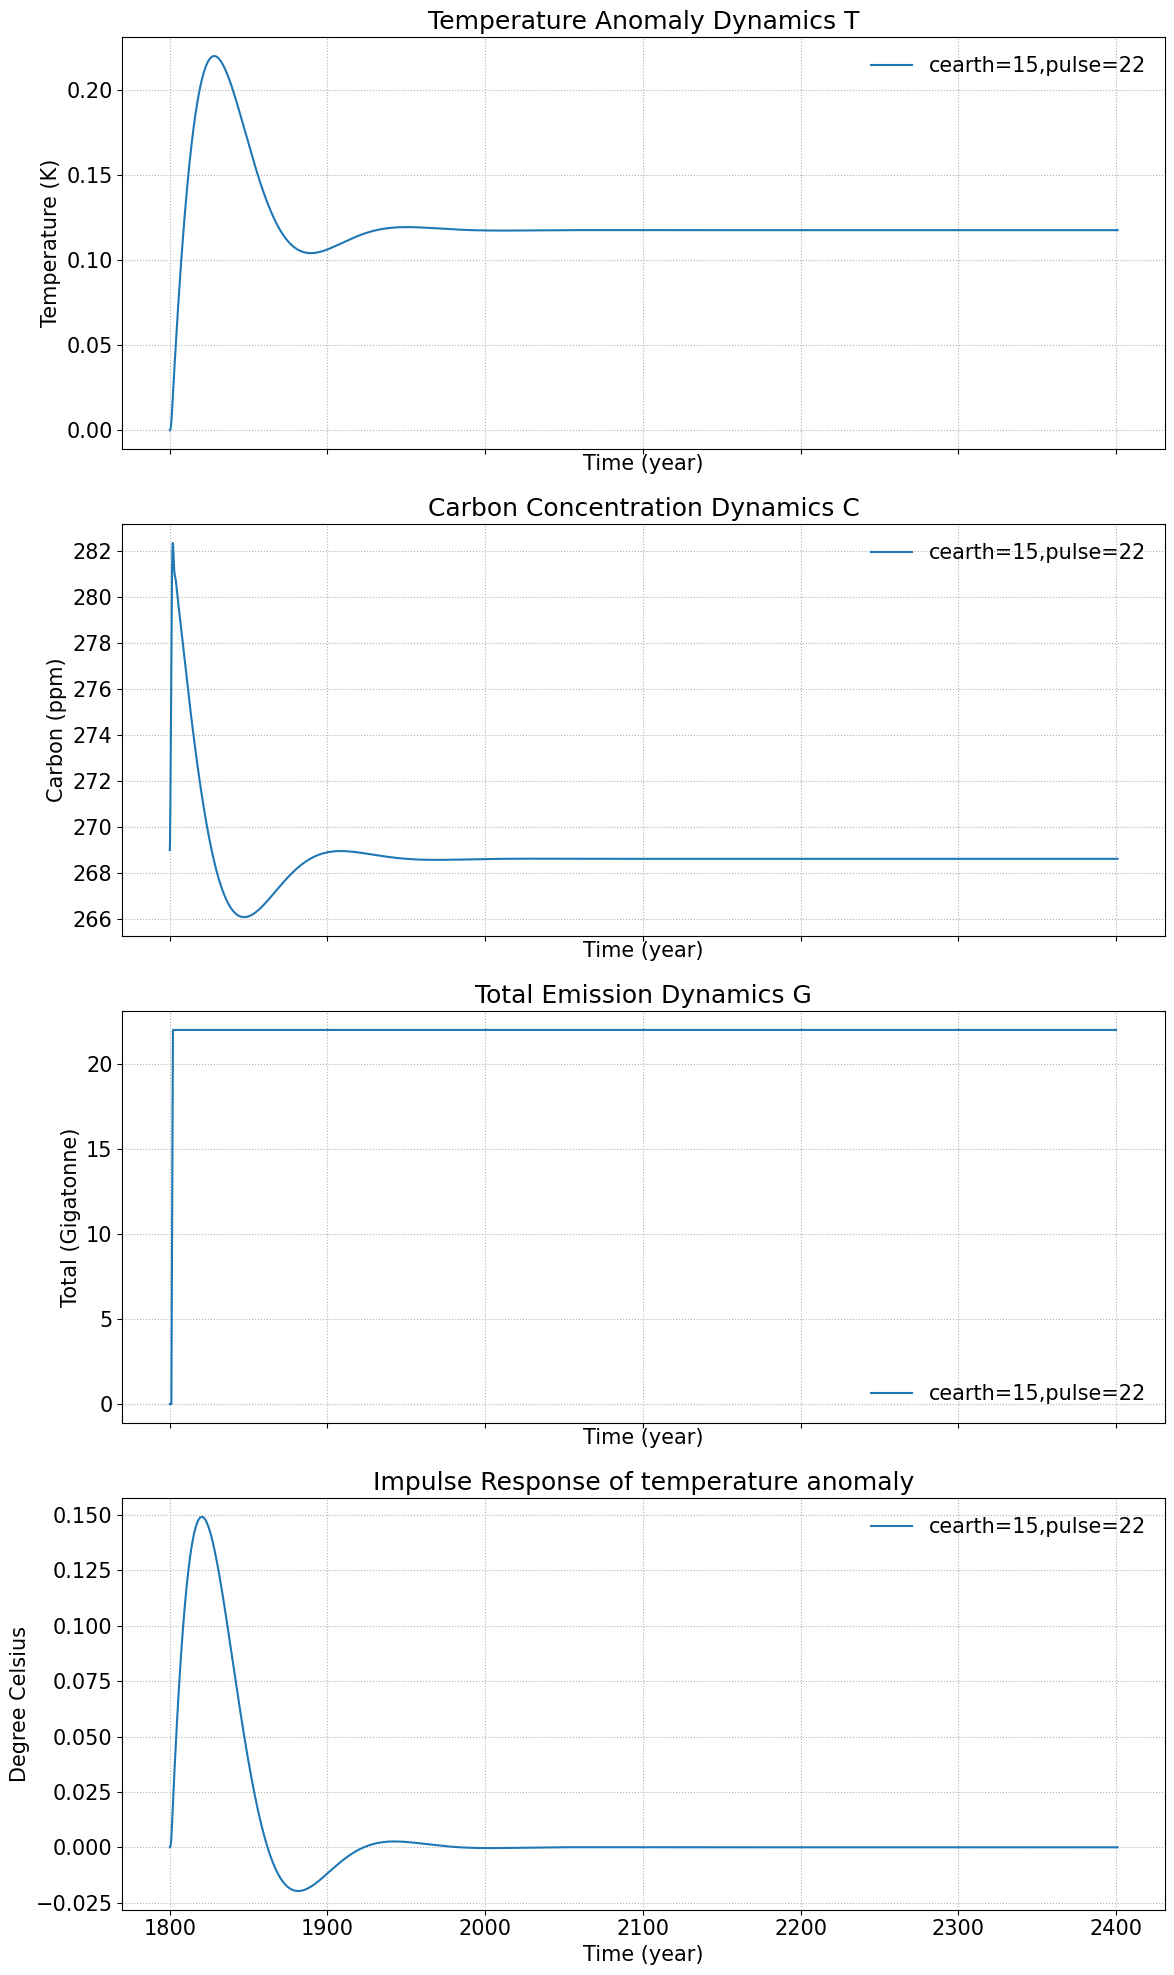 Temperature Anomaly Dynamics T
cearth=15,pulse=22
Temperature (K)
0.20
0.15
0.10
0.05
0.00
Time (year)
Carbon Concentration Dynamics C
cearth=15,pulse=22
Carbon (ppm)
282
280
278
276
274
272
270
268
266
Time (year)
Total Emission Dynamics G
Total (Gigatonne)
20
15
10
5
0
cearth=15,pulse=22
Time (year)
Impulse Response of temperature anomaly
cearth=15,pulse=22
Degree Celsius
0.150
0.125
0.100
0.075
0.050
0.025
0.000
−0.025
1800 1900 2000 2100 2200 2300 2400
Time (year)